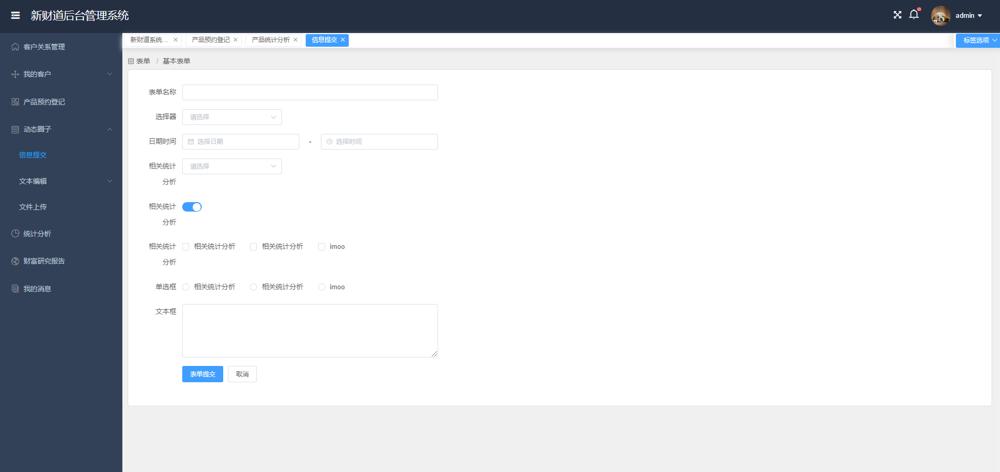 新财道后台管理系统
admin
客户关系管理
我的客户
产品预约登记
动态圈子
信息提交
文本编辑
文件上传
统计分析
财富研究报告
我的消息
新财道系统...
产品预约登记
产品统计分析
信息提交
标签选项
表单 / 基本表单
表单名称
选择器 请选择
日期时间 选择日期 - 选择时间
相关统计 请选择
分析
相关统计
分析
相关统计 相关统计分析 相关统计分析 imoo
分析
单选框 相关统计分析 相关统计分析 imoo
文本框
表单提交 取消